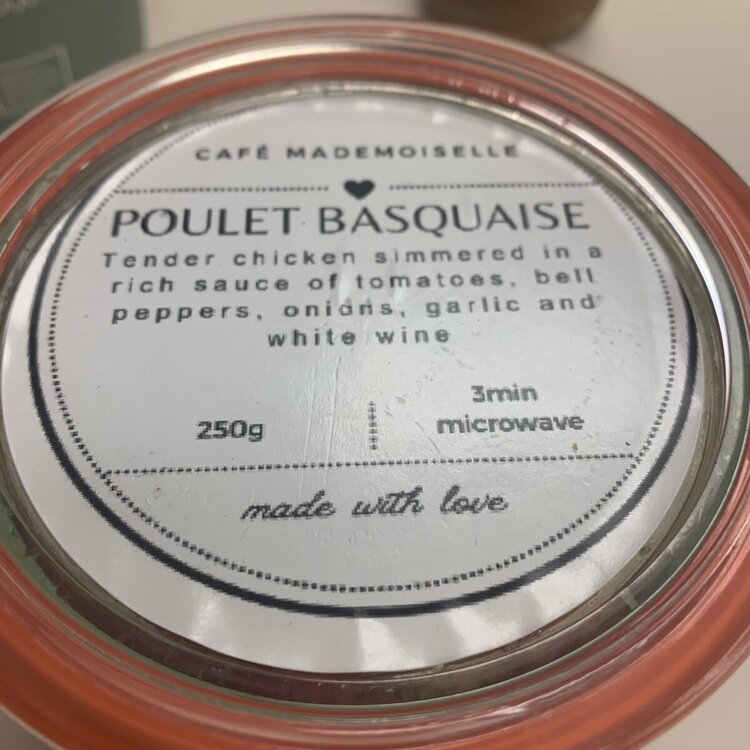 CAFÉ MADEMOISELLE
POULET BASQUAISE
Tender chicken simmered in a
rich sauce of tomatoes, bell
peppers, onions, garlic and
white wine
250g
3min
microwave
made with love